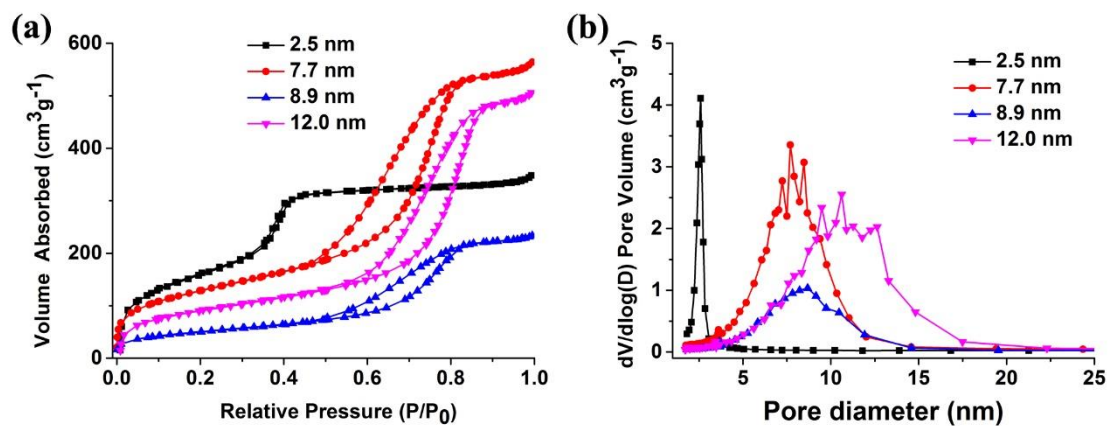 (a)
600
400
200
0
Volume Absorbed (cm³g⁻¹)
2.5 nm
7.7 nm
8.9 nm
12.0 nm
0.0 0.2 0.4 0.6 0.8 1.0
Relative Pressure (P/P₀)
(b)
5
4
3
2
1
0
dV/dlog(D) Pore Volume (cm³g⁻¹)
2.5 nm
7.7 nm
8.9 nm
12.0 nm
5 10 15 20 25
Pore diameter (nm)